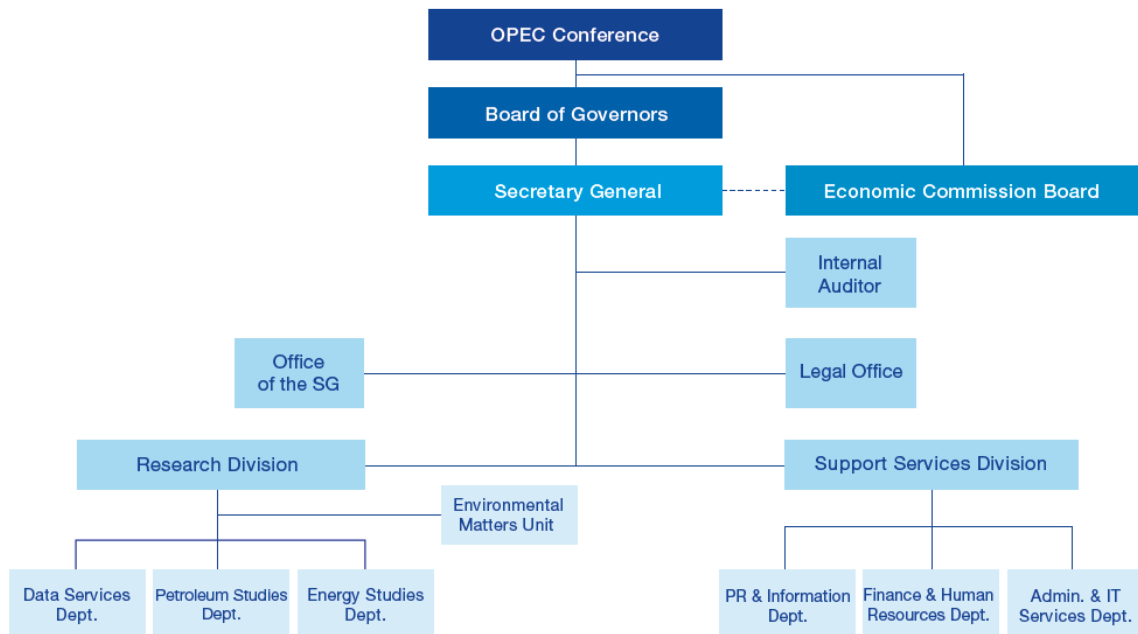 OPEC Conference
Board of Governors
Secretary General
Economic Commission Board
Internal
Auditor
Office
of the SG
Legal Office
Research Division
Support Services Division
Environmental
Matters Unit
Data Services
Dept.
Petroleum Studies
Dept.
Energy Studies
Dept.
PR & Information
Dept.
Finance & Human
Resources Dept.
Admin. & IT
Services Dept.